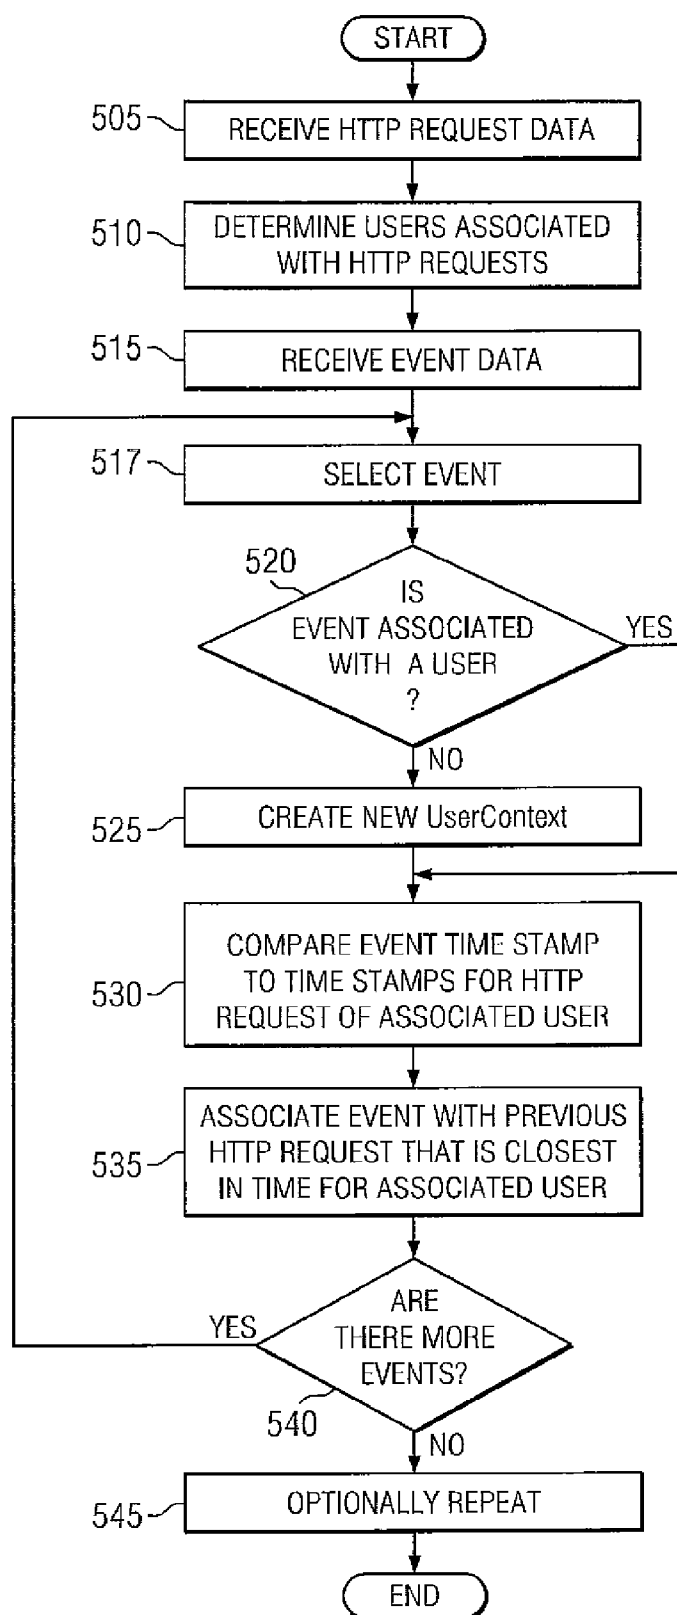 START
505
RECEIVE HTTP REQUEST DATA
510
DETERMINE USERS ASSOCIATED
WITH HTTP REQUESTS
515
RECEIVE EVENT DATA
517
SELECT EVENT
520
IS
EVENT ASSOCIATED
WITH A USER
?
YES
NO
525
CREATE NEW UserContext
530
COMPARE EVENT TIME STAMP
TO TIME STAMPS FOR HTTP
REQUEST OF ASSOCIATED USER
535
ASSOCIATE EVENT WITH PREVIOUS
HTTP REQUEST THAT IS CLOSEST
IN TIME FOR ASSOCIATED USER
YES
ARE
THERE MORE
EVENTS?
540
NO
545
OPTIONALLY REPEAT
END